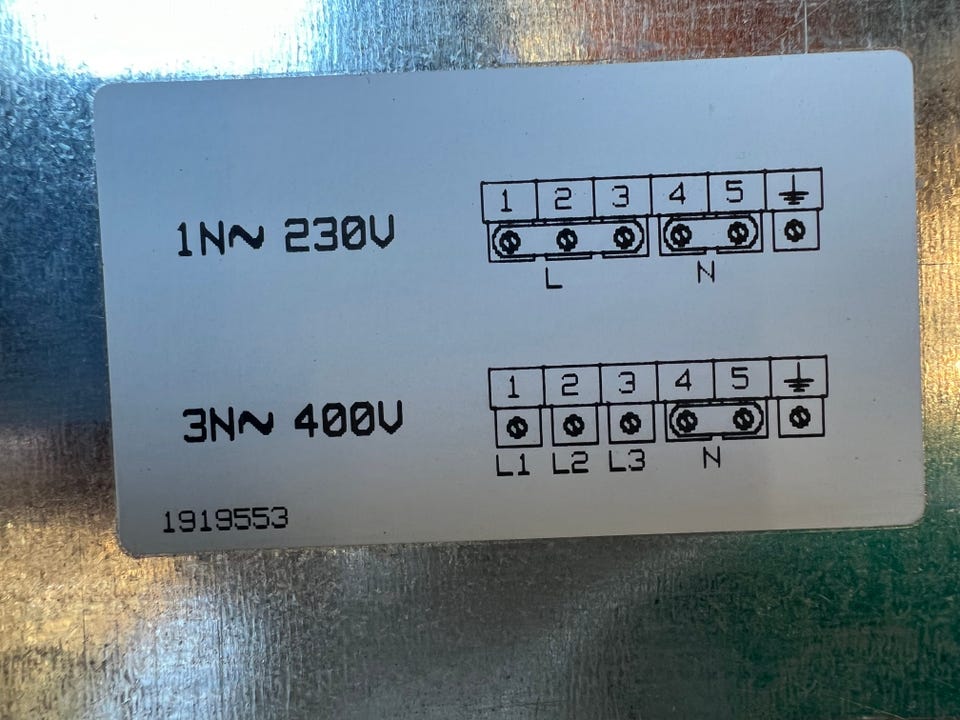 1N~ 230V
1 2 3 4 5 ⏚
L N
3N~ 400V
1 2 3 4 5 ⏚
L1 L2 L3 N
1919553